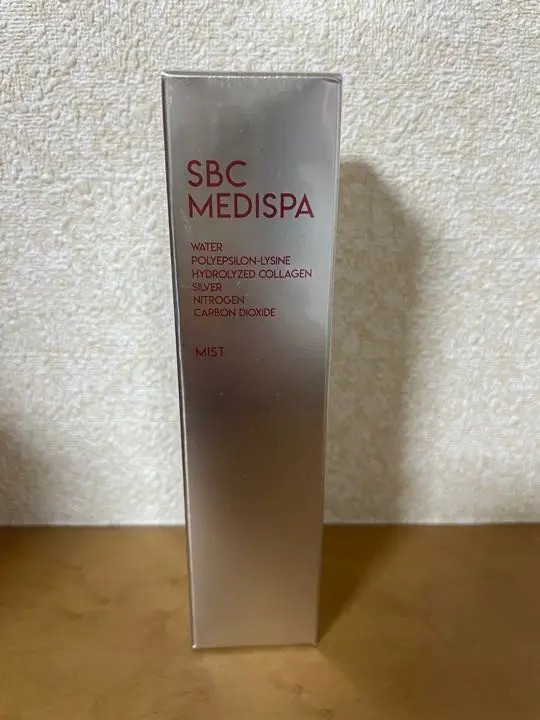 SBC
MEDISPA
WATER
POLYEPSILON-LYSINE
HYDROLYZED COLLAGEN
SILVER
NITROGEN
CARBON DIOXIDE
MIST